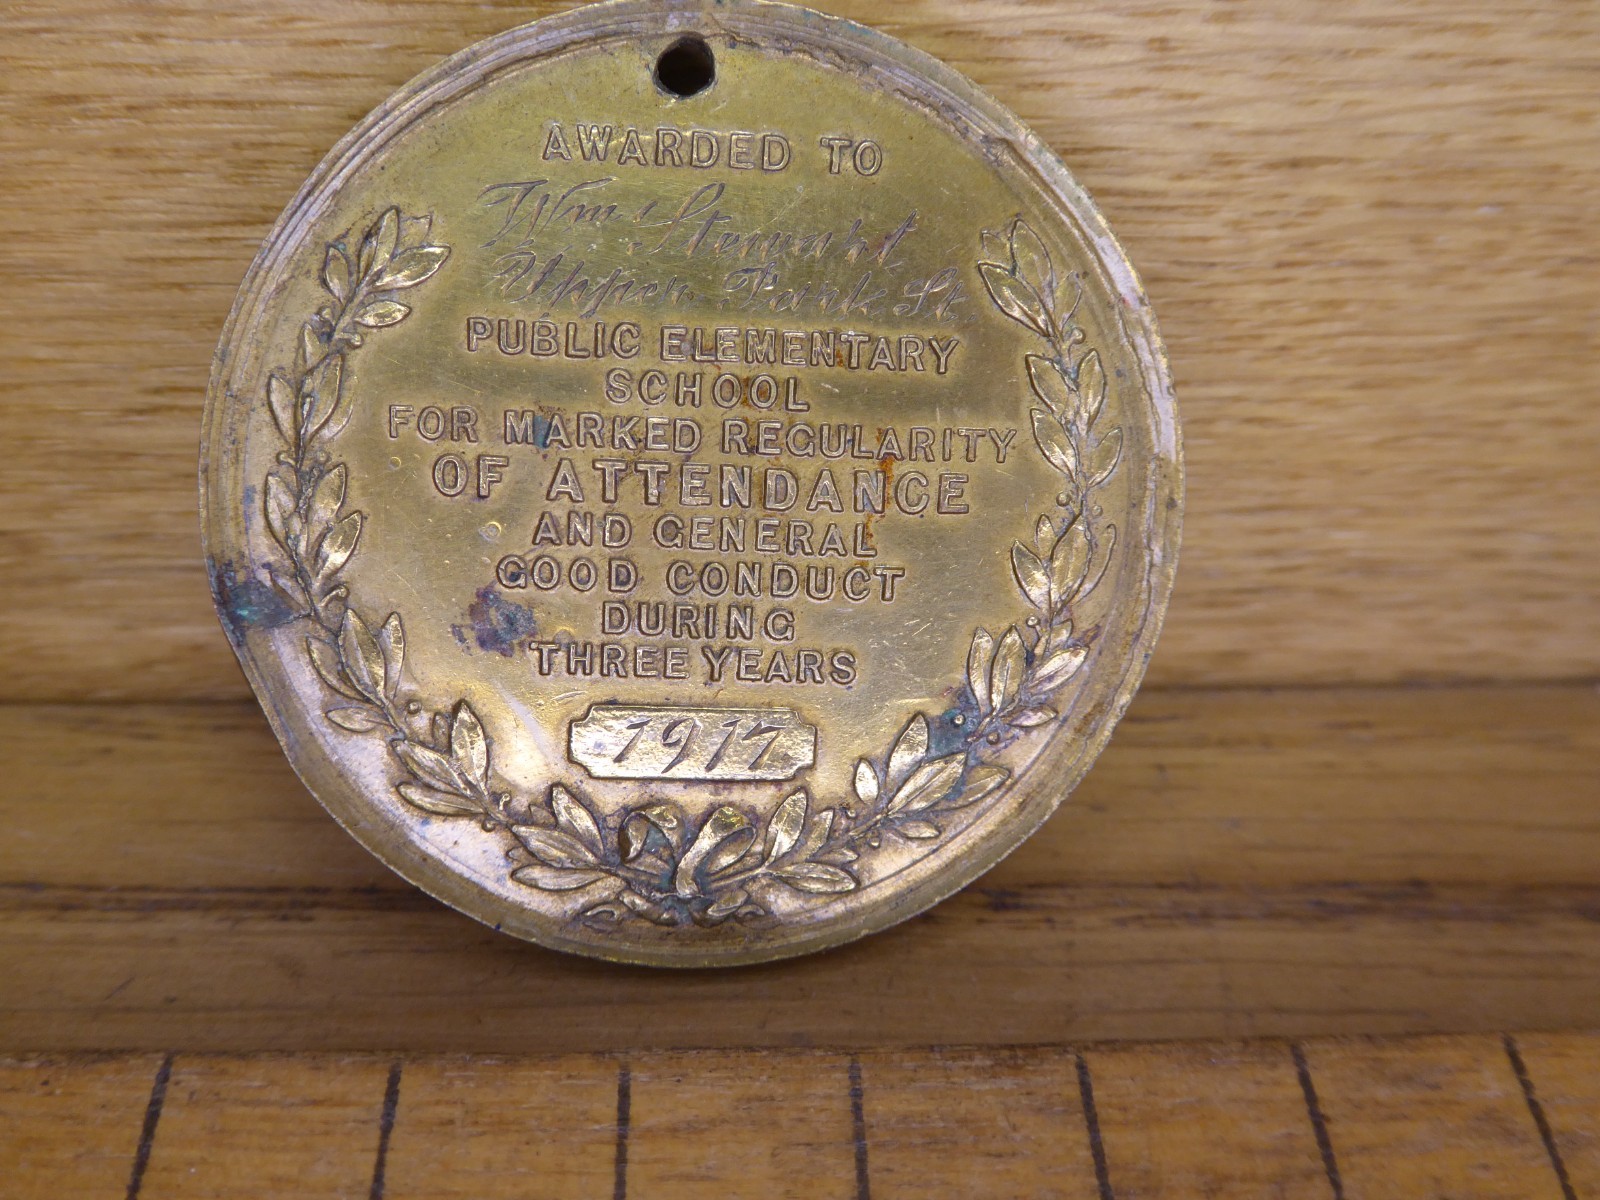 AWARDED TO
Wm Stewart
Upper Park St.
PUBLIC ELEMENTARY
SCHOOL
FOR MARKED REGULARITY
OF ATTENDANCE
AND GENERAL
GOOD CONDUCT
DURING
THREE YEARS
1917